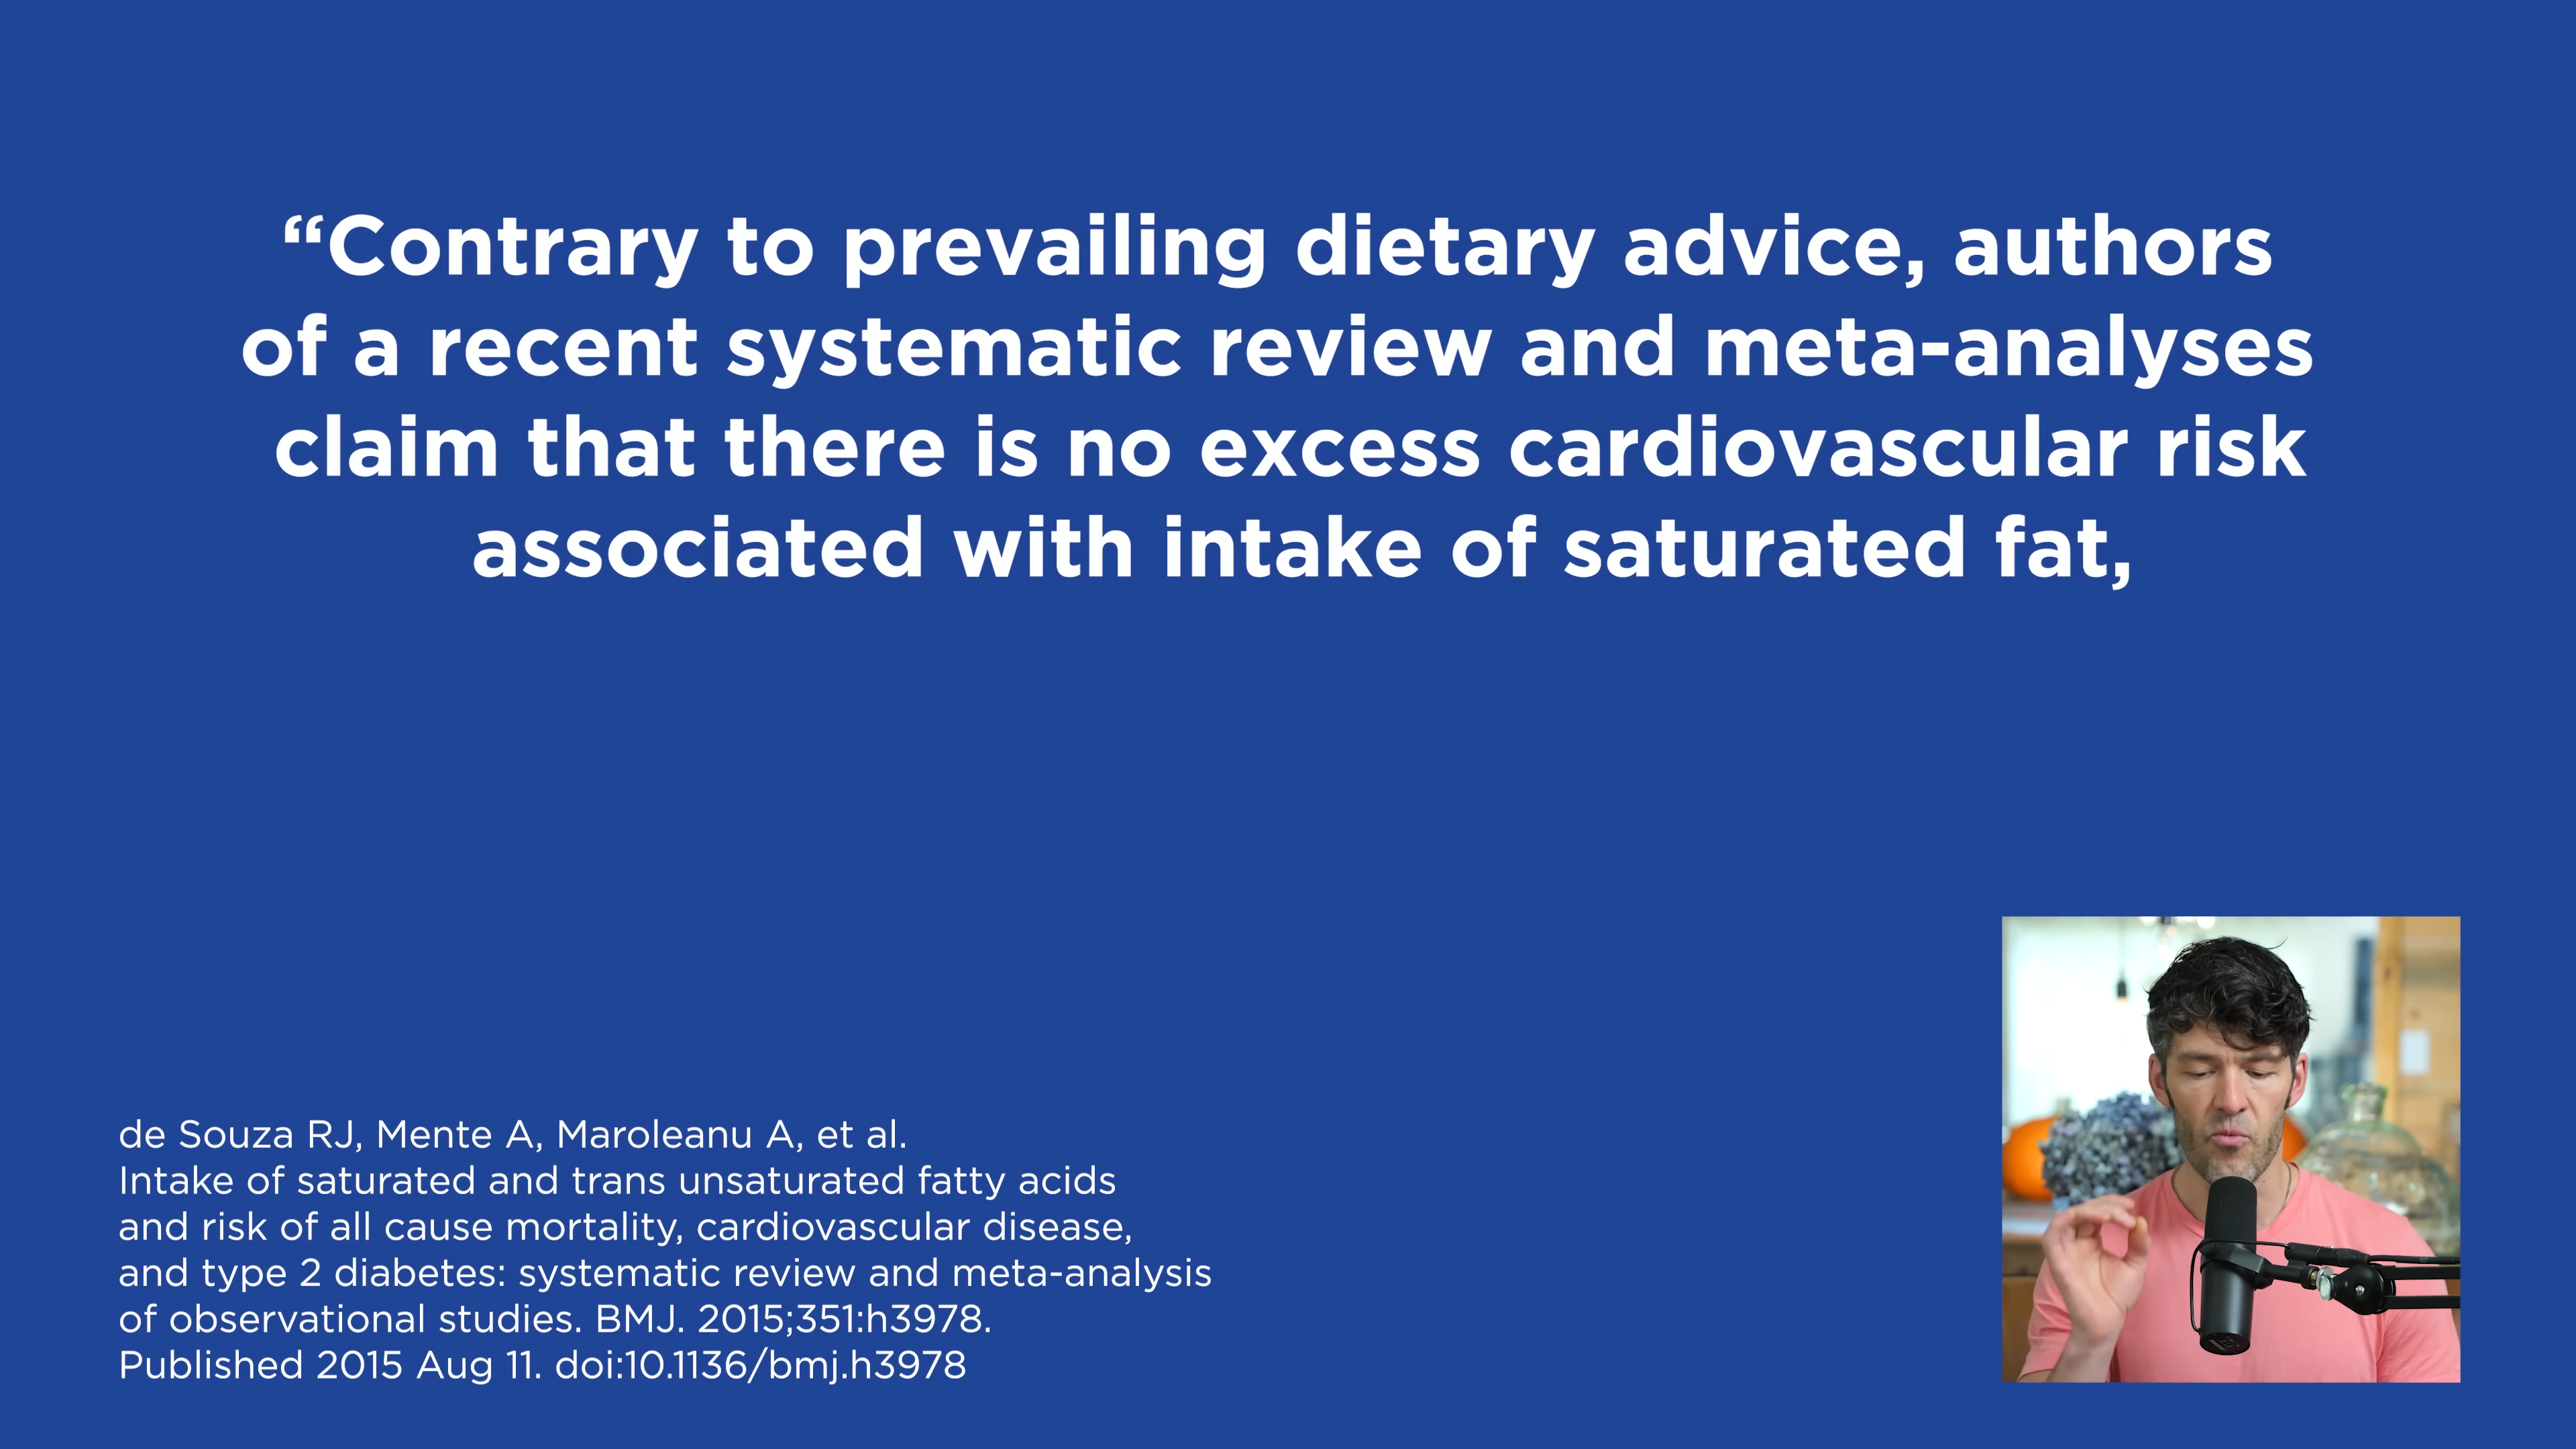 “Contrary to prevailing dietary advice, authors
of a recent systematic review and meta-analyses
claim that there is no excess cardiovascular risk
associated with intake of saturated fat,
de Souza RJ, Mente A, Maroleanu A, et al.
Intake of saturated and trans unsaturated fatty acids
and risk of all cause mortality, cardiovascular disease,
and type 2 diabetes: systematic review and meta-analysis
of observational studies. BMJ. 2015;351:h3978.
Published 2015 Aug 11. doi:10.1136/bmj.h3978